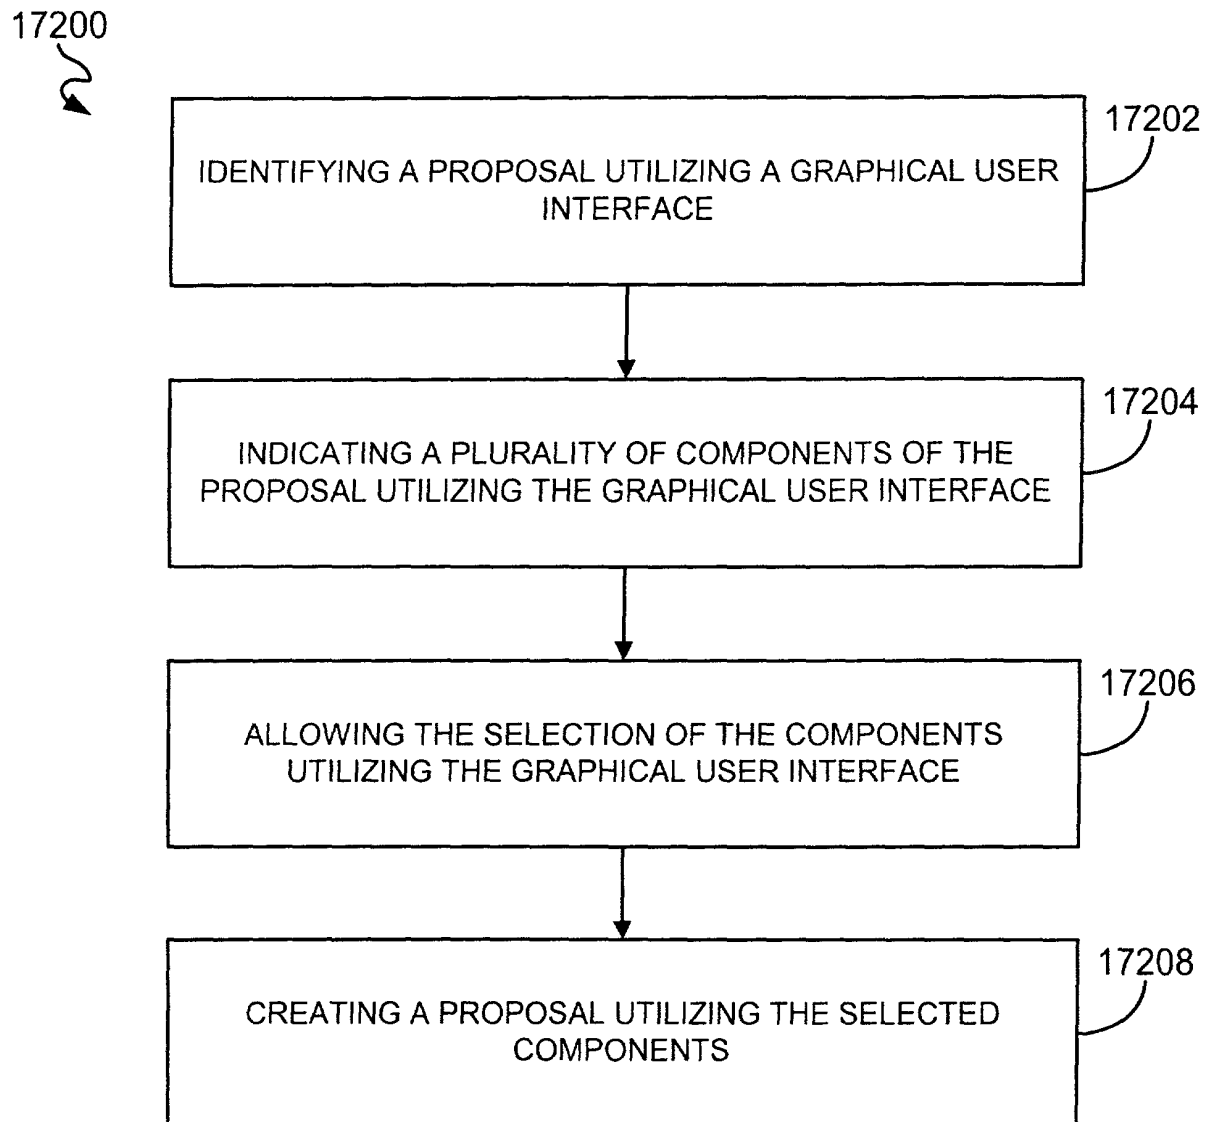 17200
17202
IDENTIFYING A PROPOSAL UTILIZING A GRAPHICAL USER
INTERFACE
17204
INDICATING A PLURALITY OF COMPONENTS OF THE
PROPOSAL UTILIZING THE GRAPHICAL USER INTERFACE
17206
ALLOWING THE SELECTION OF THE COMPONENTS
UTILIZING THE GRAPHICAL USER INTERFACE
17208
CREATING A PROPOSAL UTILIZING THE SELECTED
COMPONENTS